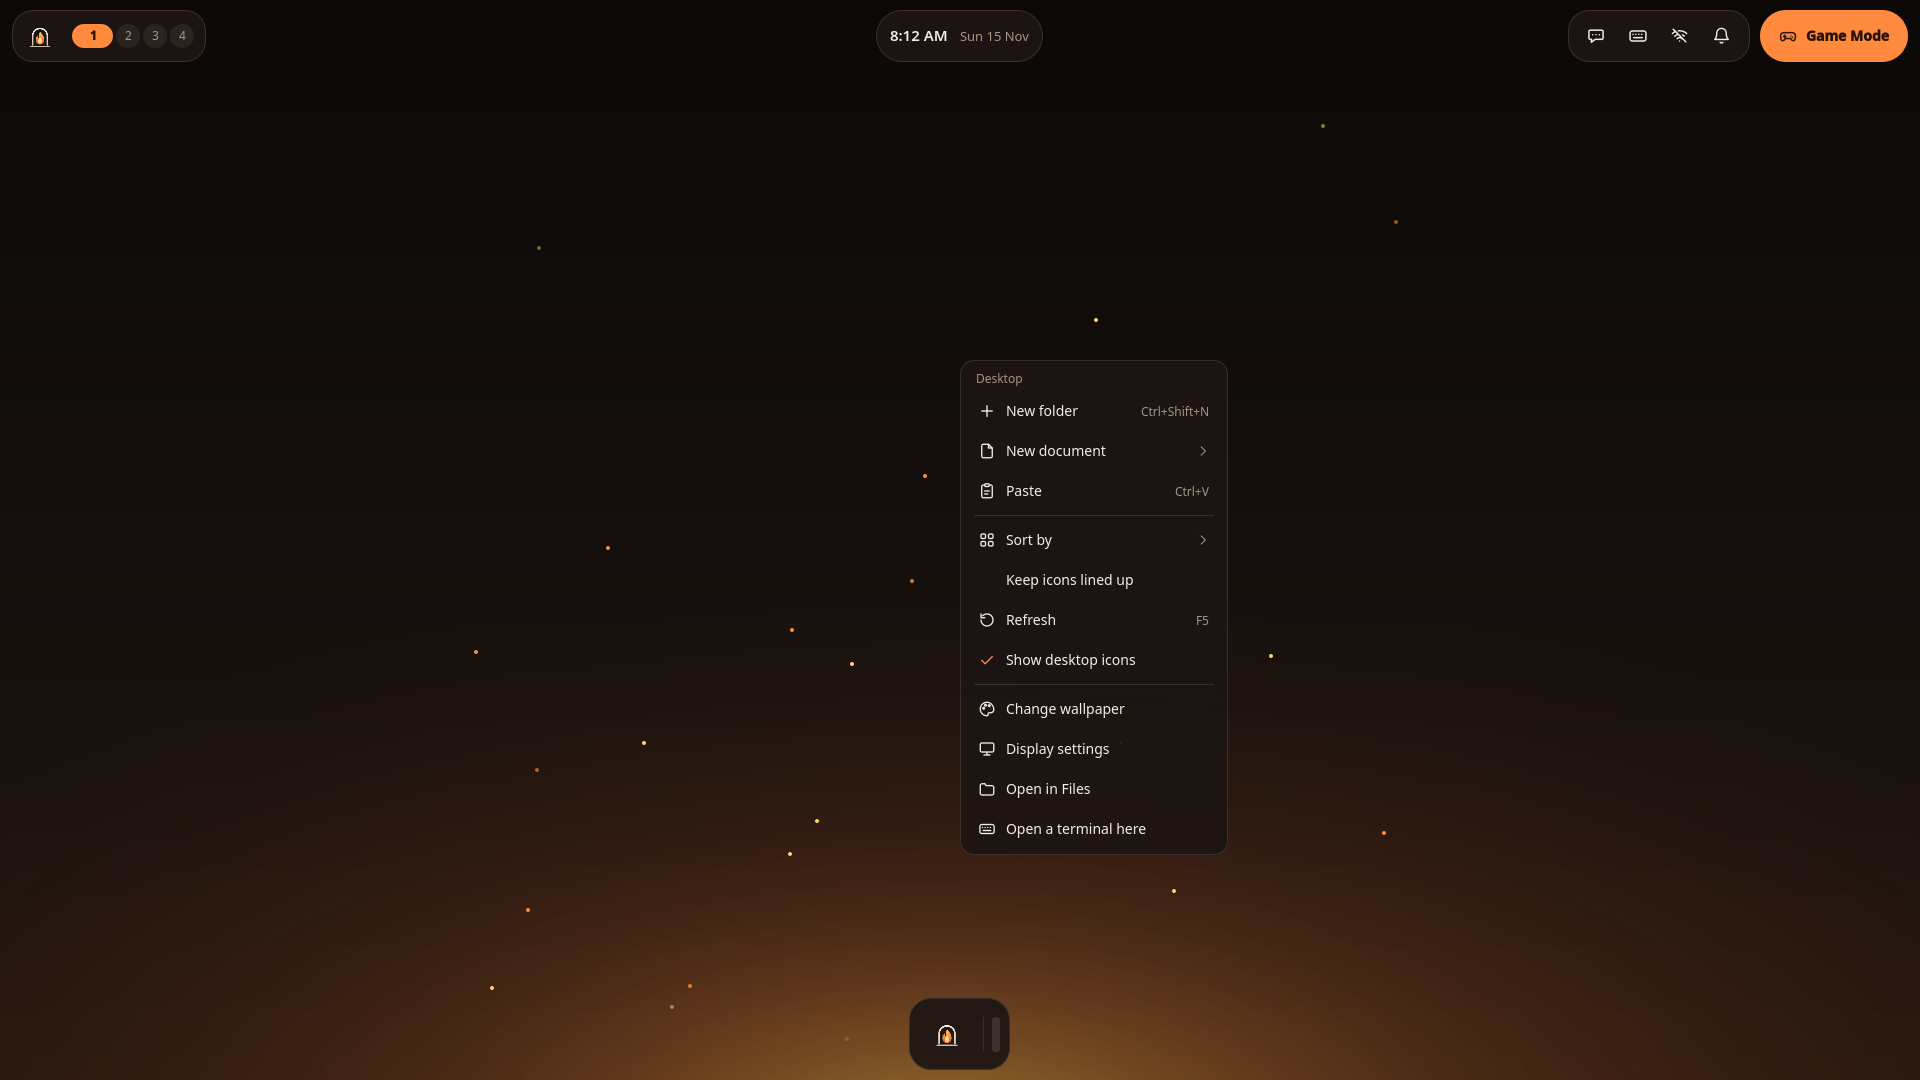 1 2 3 4
8:12 AM Sun 15 Nov
Game Mode
Desktop
New folder Ctrl+Shift+N
New document
Paste Ctrl+V
Sort by
Keep icons lined up
Refresh F5
Show desktop icons
Change wallpaper
Display settings
Open in Files
Open a terminal here